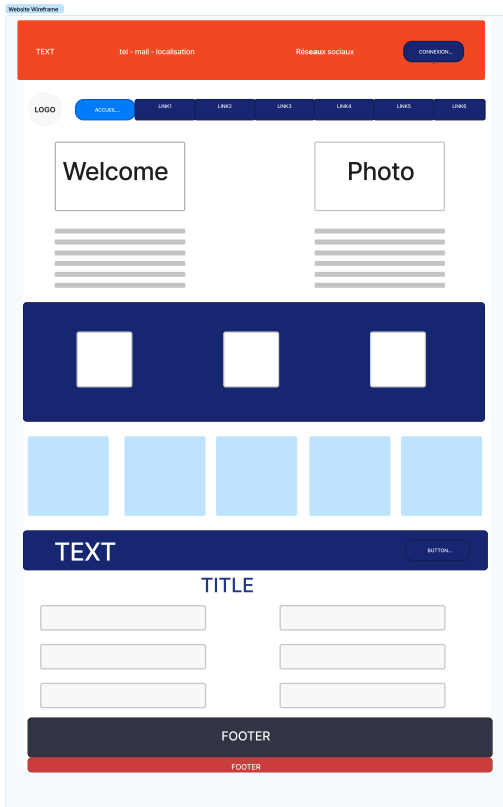 Website Wireframe
TEXT
tel - mail - localisation
Réseaux sociaux
CONNEXION...
LOGO
ACCUEIL...
LINK1
LINK2
LINK3
LINK4
LINK5
LINK6
Welcome
Photo
TEXT
BUTTON...
TITLE
FOOTER
FOOTER